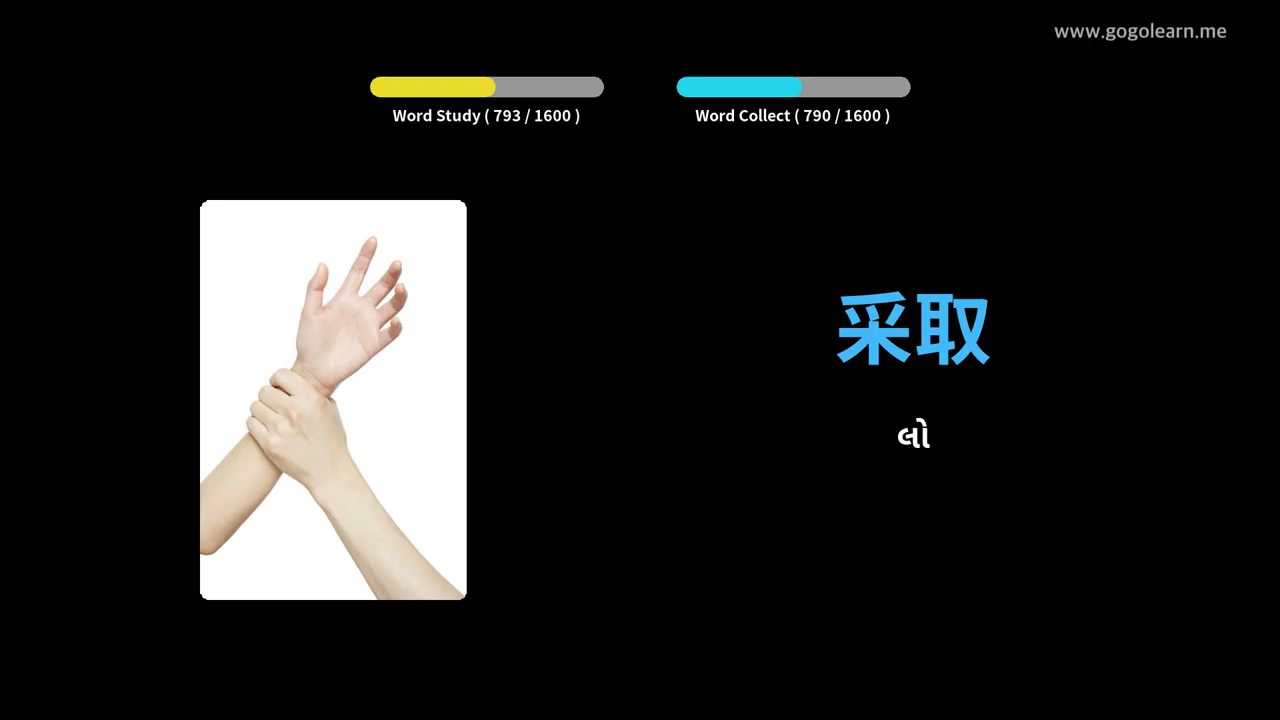 www.gogolearn.me
Word Study ( 793 / 1600 )
Word Collect ( 790 / 1600 )
采取
લો